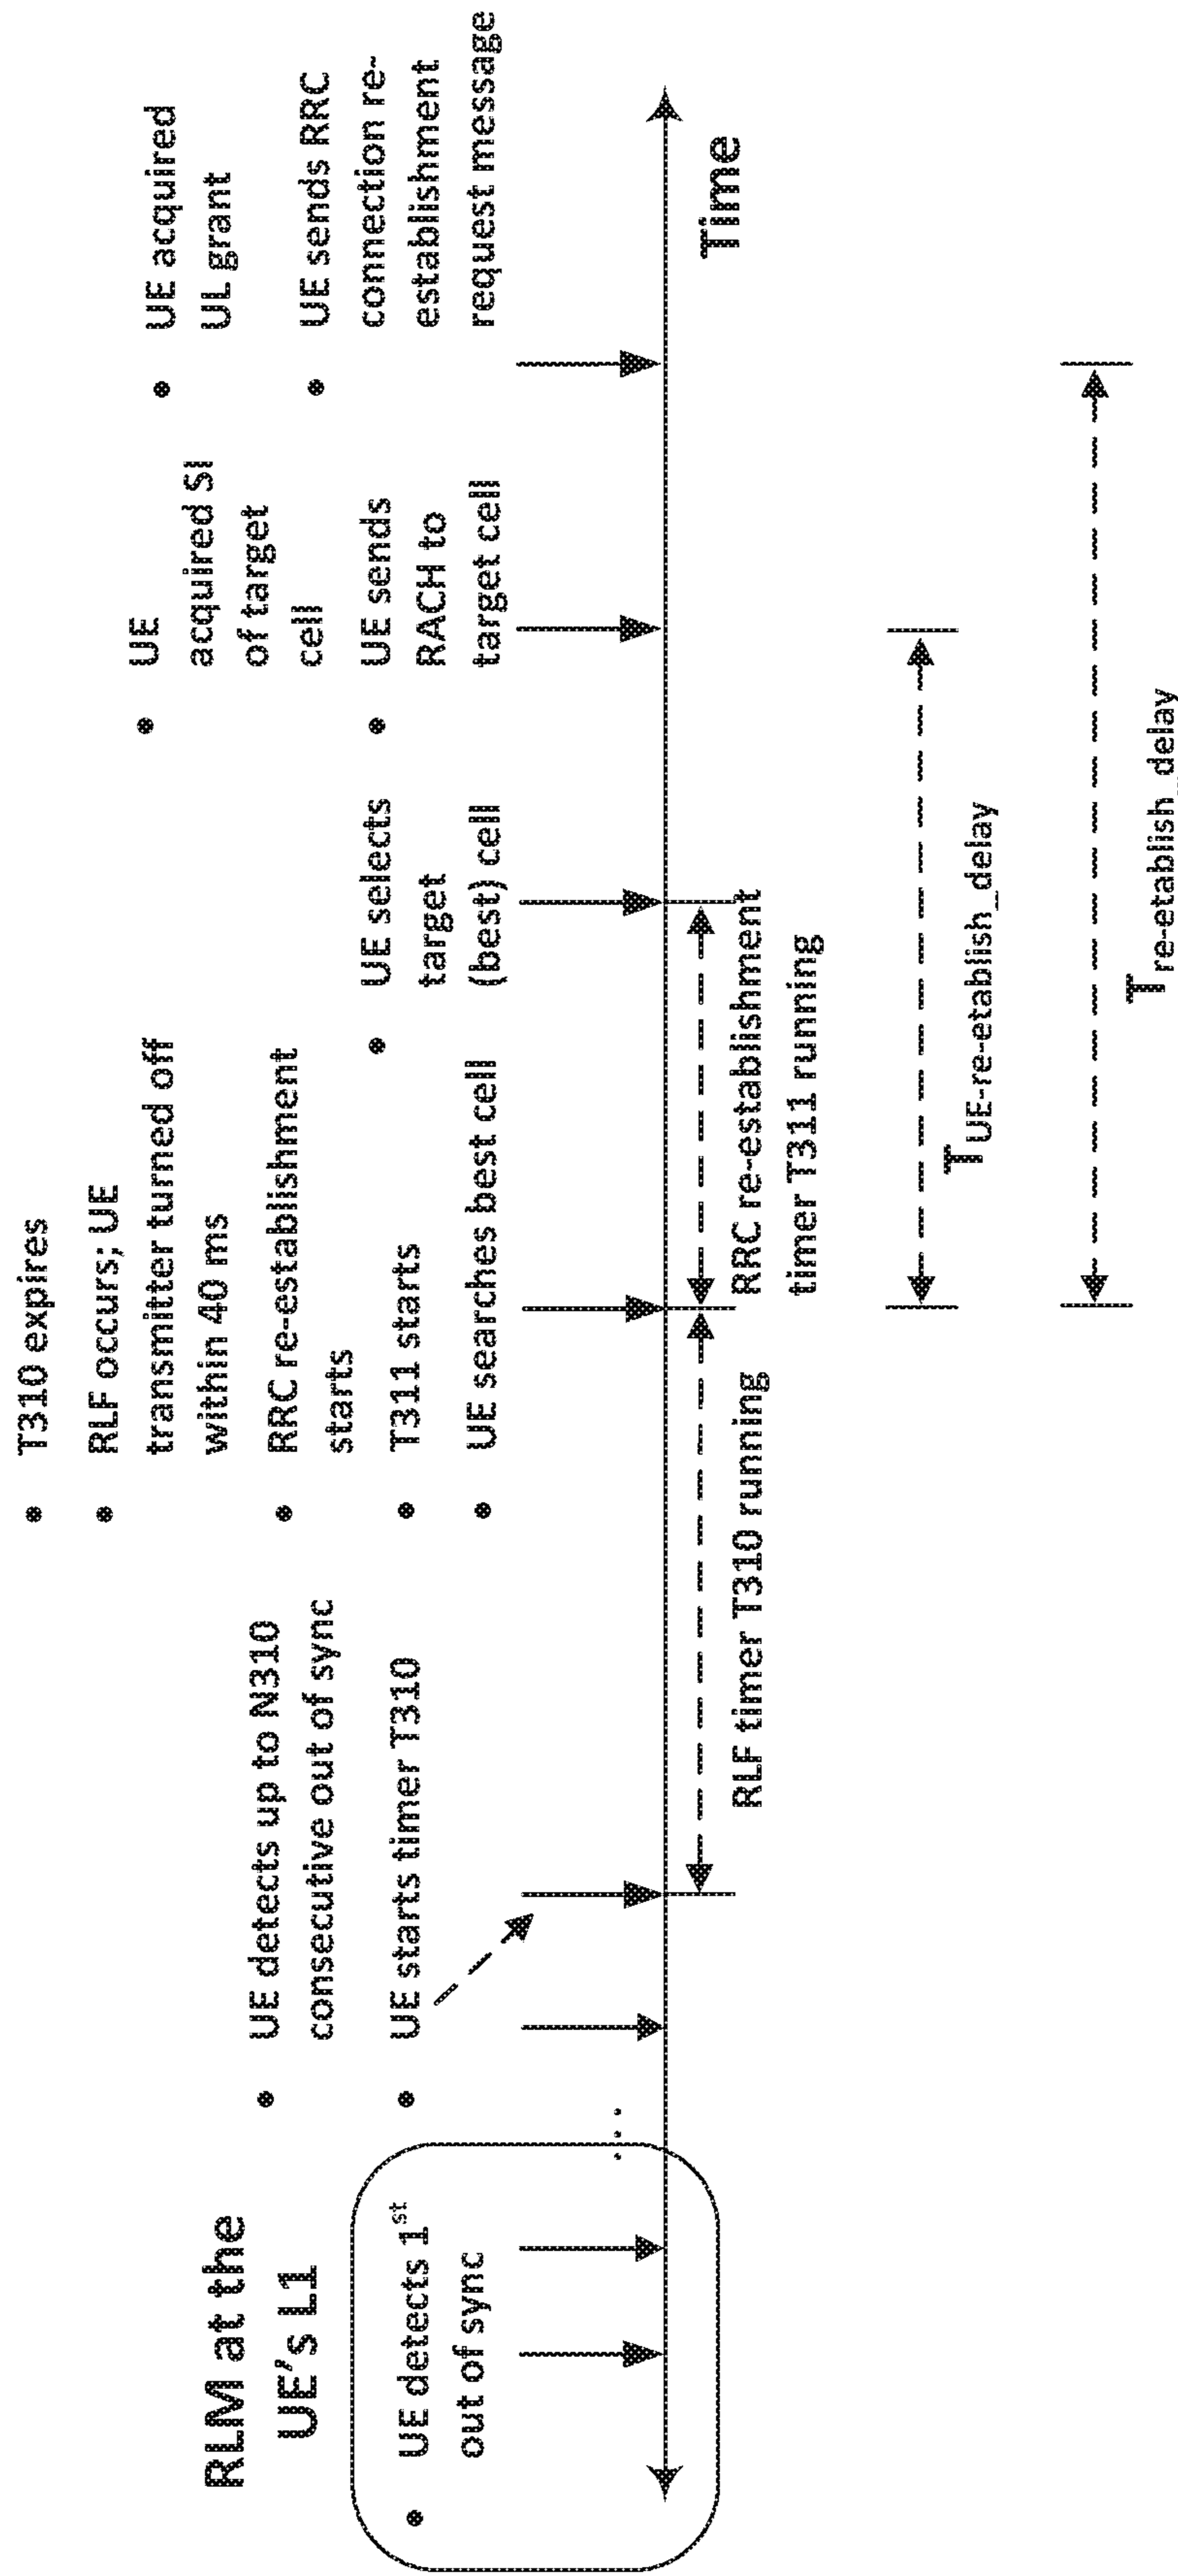 RLM at the
UE's L1
• UE detects 1st
out of sync
...
• UE detects up to N310
consecutive out of sync
• UE starts timer T310
• T310 expires
• RLF occurs; UE
transmitter turned off
within 40 ms
• RRC re-establishment
starts
• T311 starts
• UE searches best cell
• UE selects
target
(best) cell
• UE
acquired SI
of target
cell
• UE sends
RACH to
target cell
• UE acquired
UL grant
• UE sends RRC
connection re-
establishment
request message
Time
RLF timer T310 running
RRC re-establishment
timer T311 running
TUE-re-etablish_delay
Tre-etablish_delay